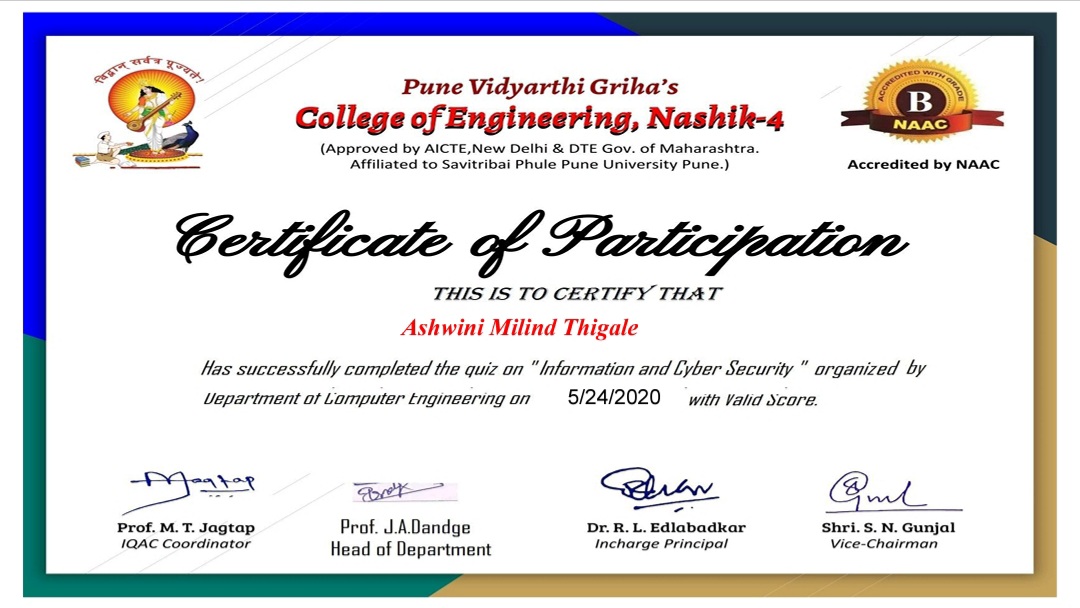 विद्वान् सर्वत्र पूज्यते!
Pune Vidyarthi Griha's
College of Engineering, Nashik-4
(Approved by AICTE,New Delhi & DTE Gov. of Maharashtra.
Affiliated to Savitribai Phule Pune University Pune.)
ACCREDITED WITH GRADE
B
NAAC
Accredited by NAAC
Certificate of Participation
THIS IS TO CERTIFY THAT
Ashwini Milind Thigale
Has successfully completed the quiz on " Information and Cyber Security " organized by
Department of Computer Engineering on 5/24/2020 with Valid Score.
Prof. M. T. Jagtap
IQAC Coordinator
Prof. J.A.Dandge
Head of Department
Dr. R. L. Edlabadkar
Incharge Principal
Shri. S. N. Gunjal
Vice-Chairman